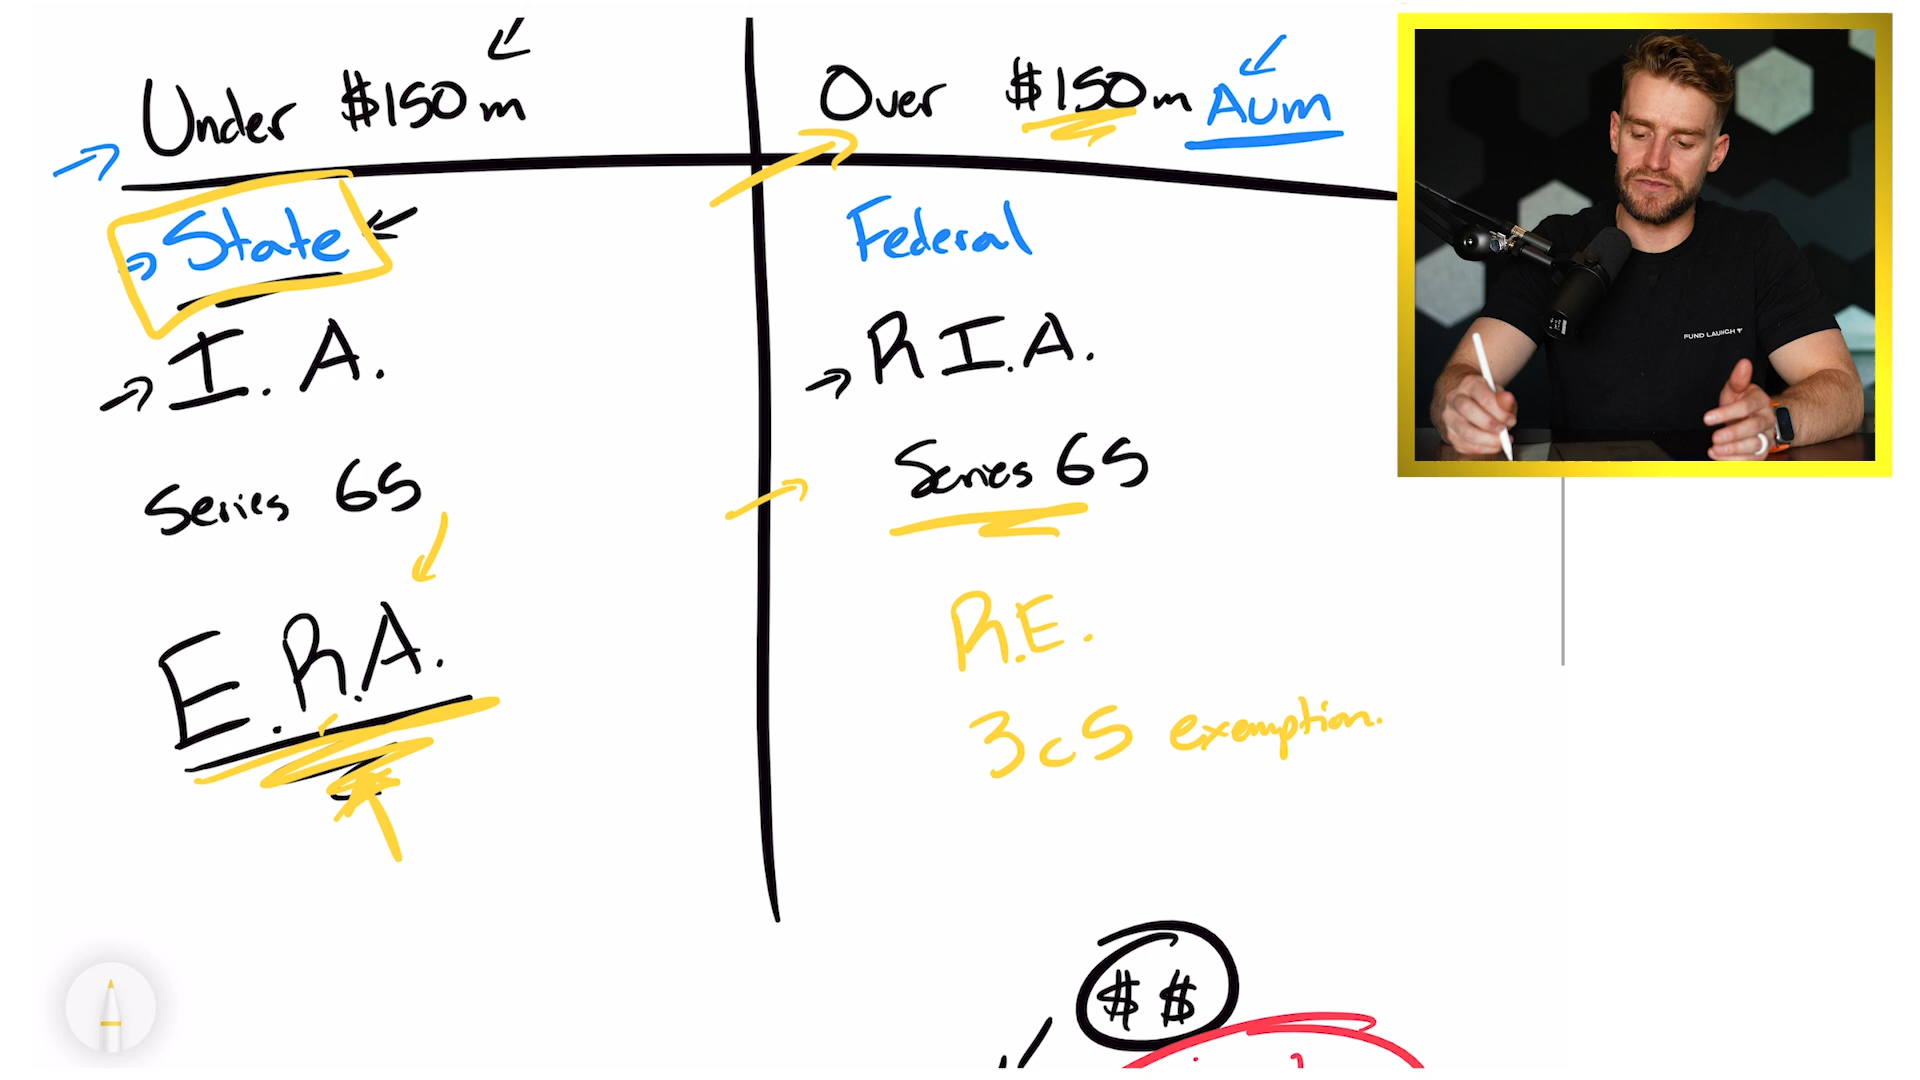 Under $150m
Over $150m Aum
State
Federal
I.A.
R I.A.
Series 65
Series 65
E.R.A.
R.E.
3c5 exemption.
$ $
FUND LAUNCH